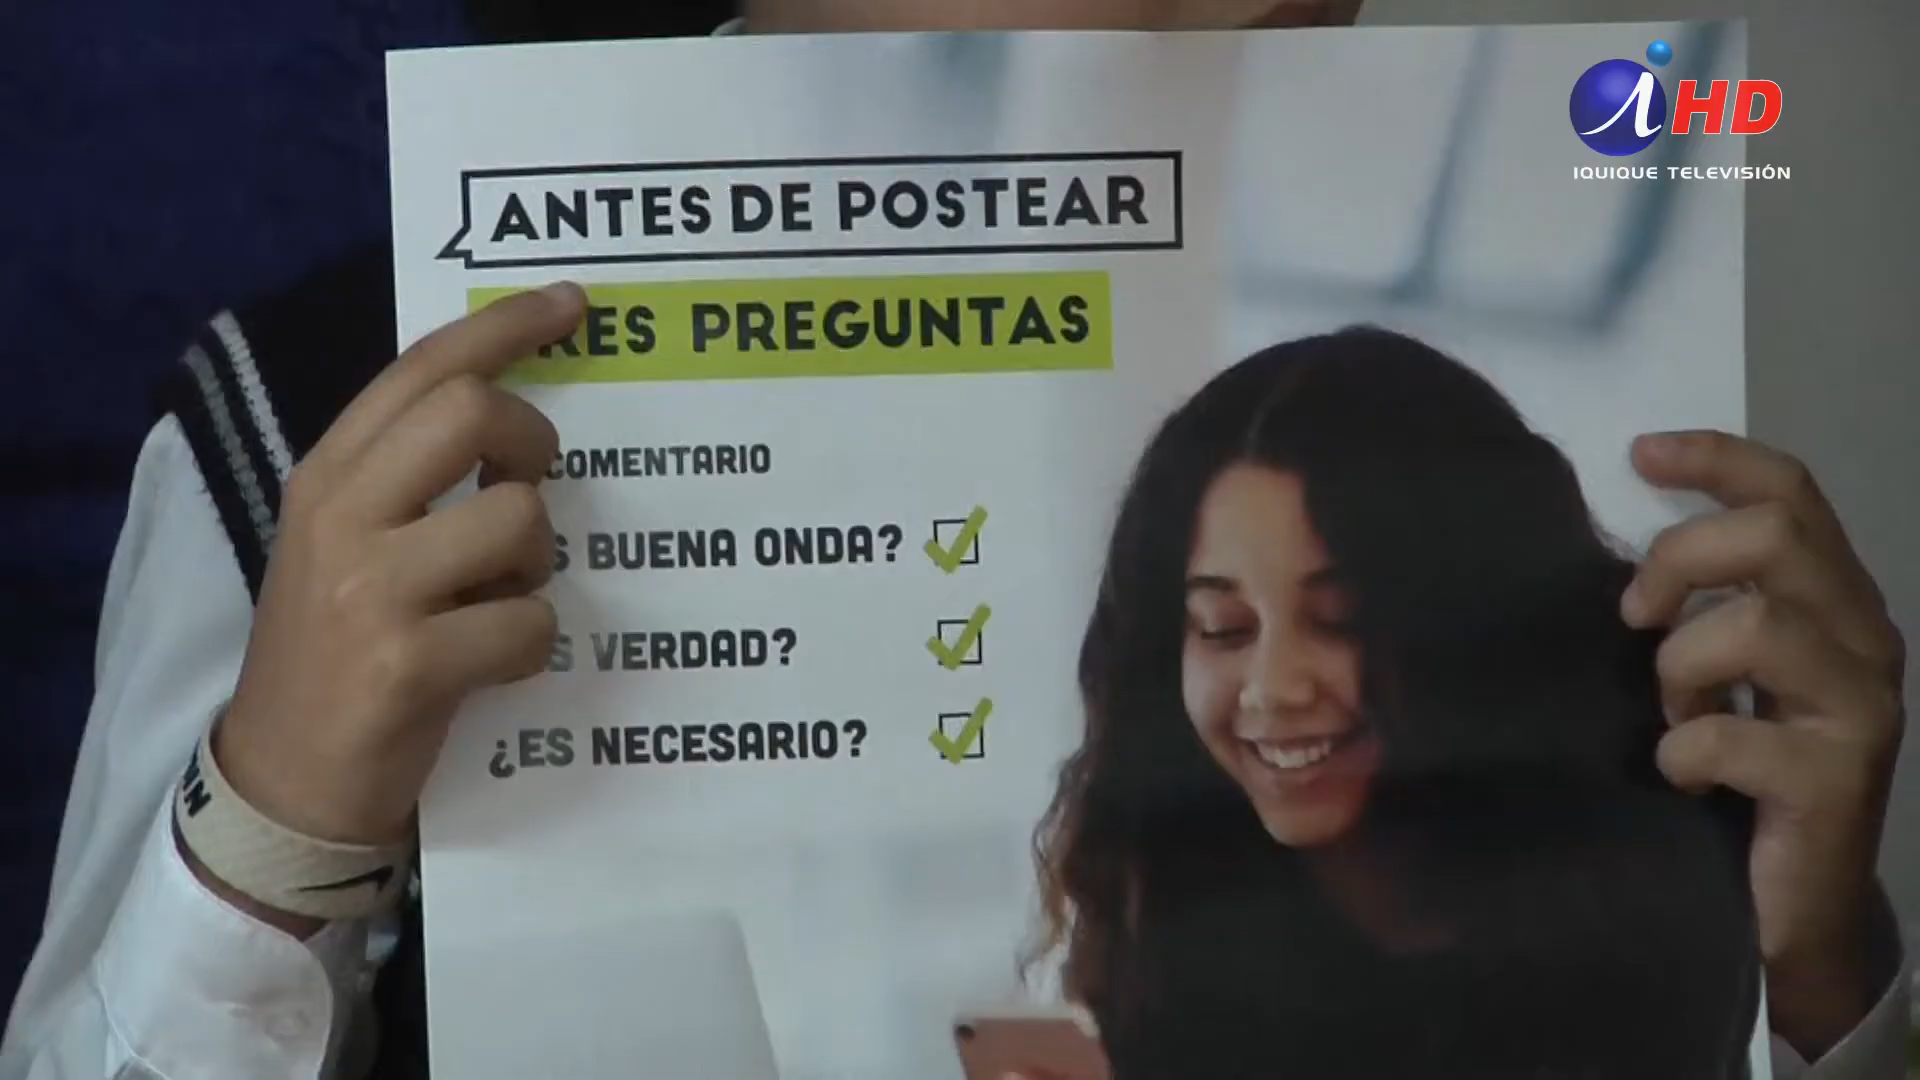 HD
IQUIQUE TELEVISIÓN
ANTES DE POSTEAR
RES PREGUNTAS
COMENTARIO
S BUENA ONDA?
S VERDAD?
¿ES NECESARIO?